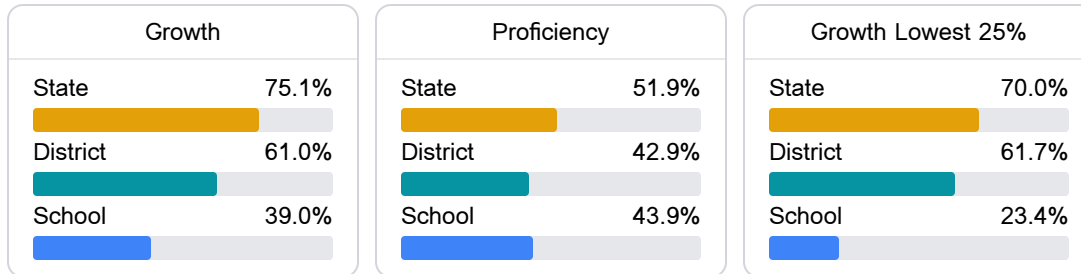 Growth
State 75.1%
District 61.0%
School 39.0%
Proficiency
State 51.9%
District 42.9%
School 43.9%
Growth Lowest 25%
State 70.0%
District 61.7%
School 23.4%